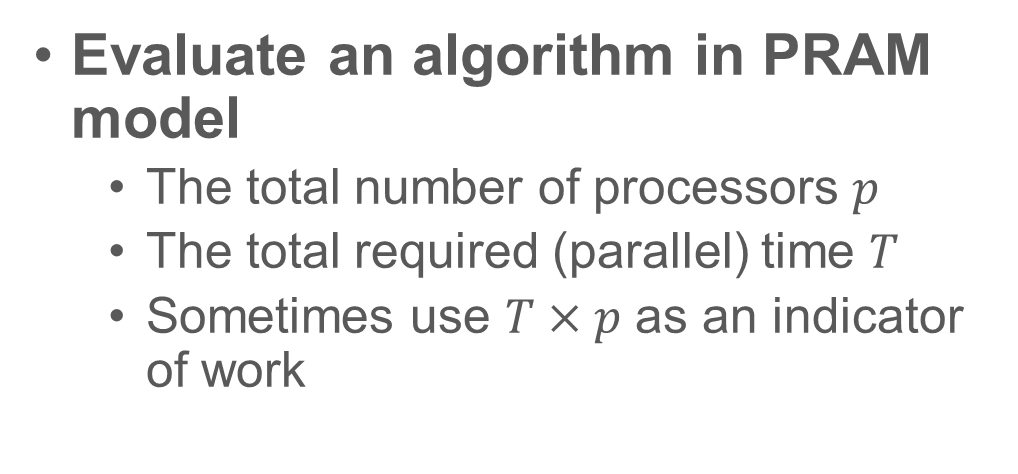 • Evaluate an algorithm in PRAM
model
• The total number of processors 𝑝
• The total required (parallel) time 𝑇
• Sometimes use 𝑇 × 𝑝 as an indicator
of work